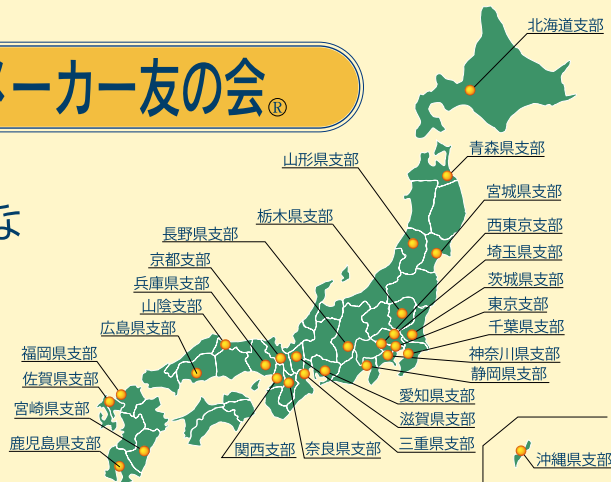 メーカー友の会®
な
北海道支部
青森県支部
山形県支部
宮城県支部
栃木県支部
西東京支部
長野県支部
埼玉県支部
京都支部
茨城県支部
兵庫県支部
東京支部
山陰支部
千葉県支部
広島県支部
神奈川県支部
福岡県支部
静岡県支部
佐賀県支部
愛知県支部
宮崎県支部
滋賀県支部
鹿児島県支部
関西支部
奈良県支部
三重県支部
沖縄県支部